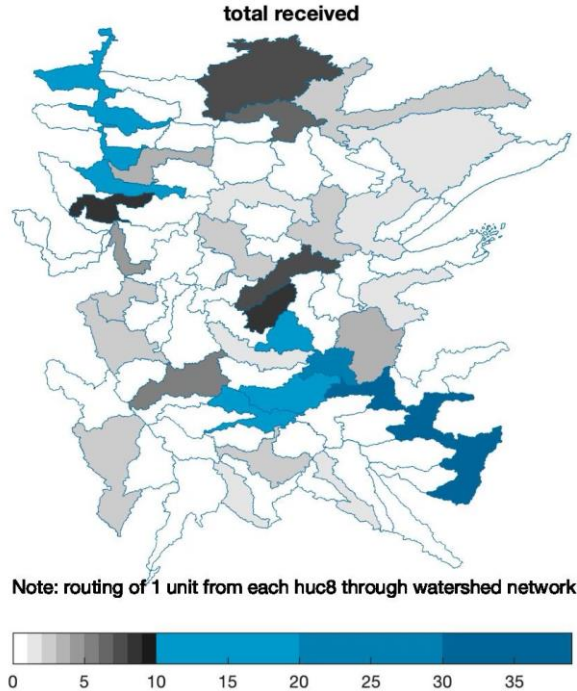 total received
Note: routing of 1 unit from each huc8 through watershed network
0 5 10 15 20 25 30 35